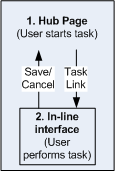 1. Hub Page
(User starts task)
Save/
Cancel
Task
Link
2. In-line
interface
(User
performs task)